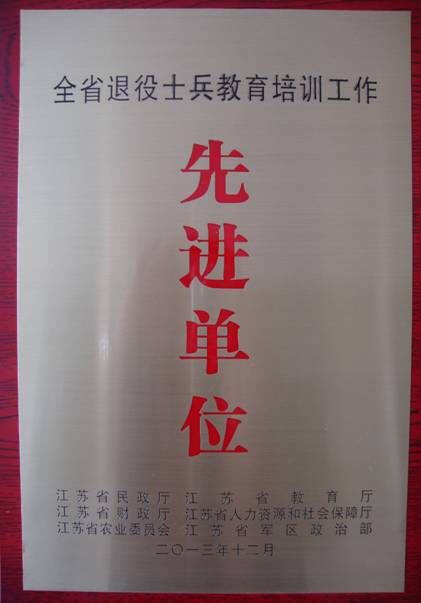 全省退役士兵教育培训工作
先进单位
江苏省民政厅 江苏省教育厅
江苏省财政厅 江苏省人力资源和社会保障厅
江苏省农业委员会 江苏省军区政治部
二〇一三年十二月